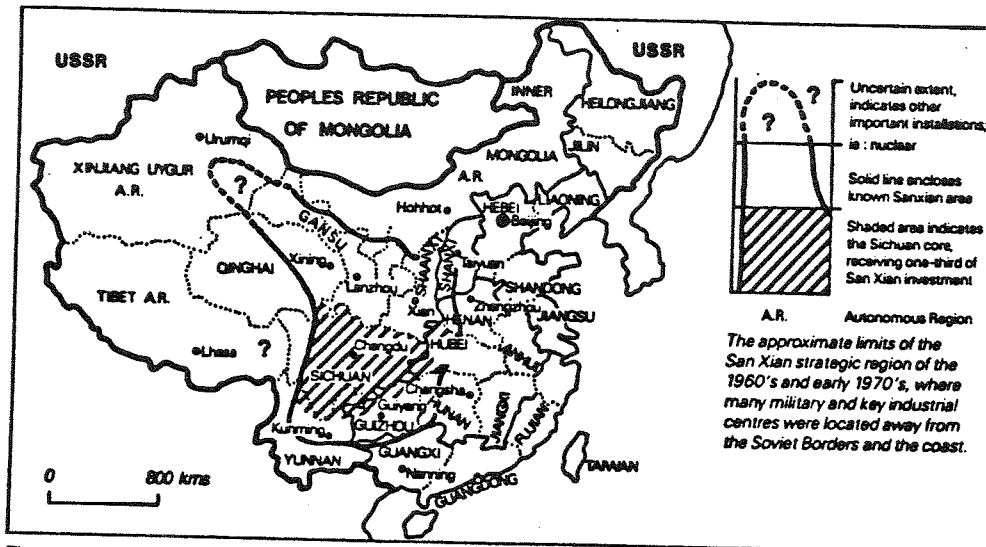 USSR
USSR
PEOPLES REPUBLIC
OF MONGOLIA
INNER
MONGOLIA
A.R.
HEILONGJIANG
JILIN
LIAONING
Urumqi
XINJIANG UYGUR
A.R.
?
GANSU
Hohhot
HEBEI
Beijing
QINGHAI
Xining
Lanzhou
SHAANXI
SHANXI
Taiyuan
SHANDONG
TIBET A.R.
Lhasa
?
Xian
Zhengzhou
HENAN
JIANGSU
ANHUI
Chengdu
SICHUAN
HUBEI
Changsha
HUNAN
JIANGXI
FUJIAN
Guiyang
GUIZHOU
Kunming
YUNNAN
GUANGXI
Nanning
GUANGDONG
TAIWAN
0 800 kms
?
?
Uncertain extent,
indicates other
important installations;
ie : nuclear
Solid line encloses
known Sanxian area
Shaded area indicates
the Sichuan core,
receiving one-third of
San Xian investment
A.R. Autonomous Region
The approximate limits of the
San Xian strategic region of the
1960's and early 1970's, where
many military and key industrial
centres were located away from
the Soviet Borders and the coast.